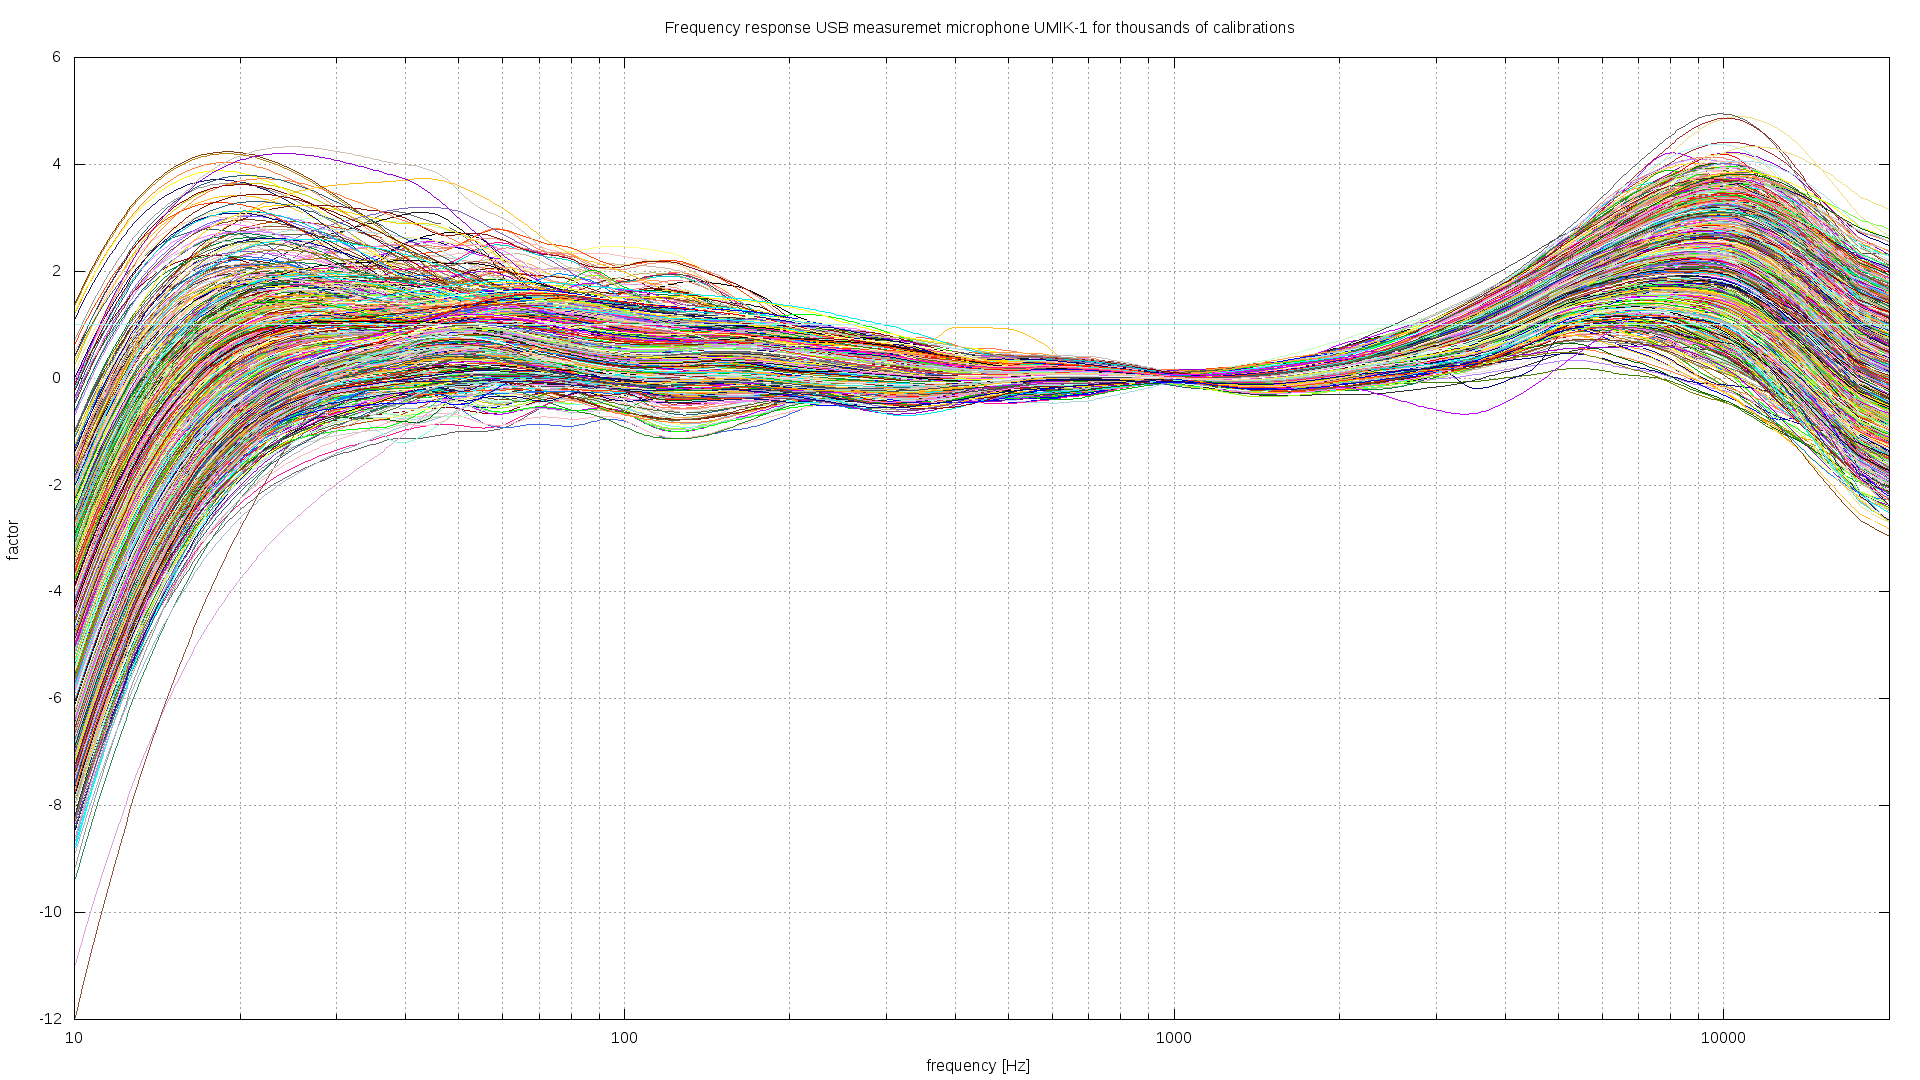 Frequency response USB measuremet microphone UMIK-1 for thousands of calibrations
6
4
2
0
-2
-4
-6
-8
-10
-12
factor
10 100 1000 10000
frequency [Hz]